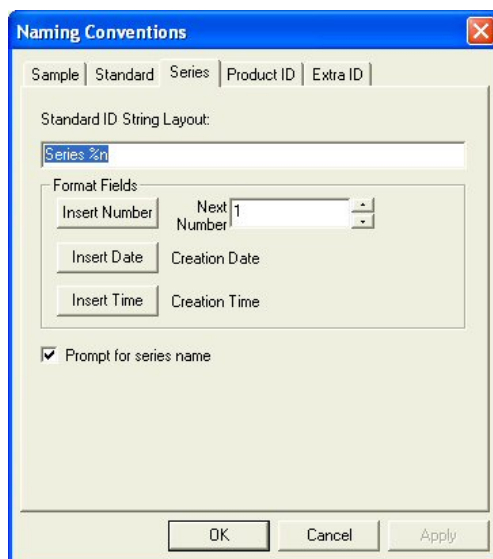 Naming Conventions
Sample Standard Series Product ID Extra ID
Standard ID String Layout:
Series %n
Format Fields
Insert Number Next Number 1
Insert Date Creation Date
Insert Time Creation Time
Prompt for series name
OK Cancel Apply